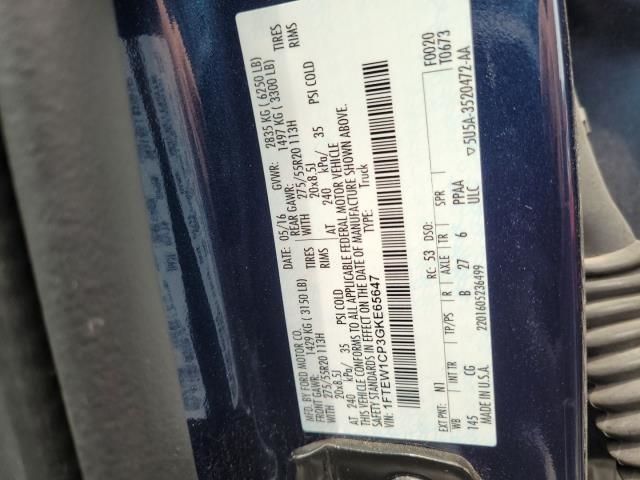 MFD. BY FORD MOTOR CO.
DATE: 05/16 GVWR: 2835 KG ( 6250 LB)
FRONT GAWR: 1429 KG ( 3150 LB) REAR GAWR: 1497 KG ( 3300 LB)
WITH 275/55R20 113H TIRES WITH 275/55R20 113H TIRES
20x8.5J RIMS 20x8.5J RIMS
AT 240 kPa/ 35 PSI COLD AT 240 kPa/ 35 PSI COLD
THIS VEHICLE CONFORMS TO ALL APPLICABLE FEDERAL MOTOR VEHICLE
SAFETY STANDARDS IN EFFECT ON THE DATE OF MANUFACTURE SHOWN ABOVE.
VIN: 1FTEW1CP3GKE65647 TYPE: Truck
F0020
T0673
EXT PNT: N1 RC: 53 DSO:
WB INT TR TP/PS R AXLE TR SPR
145 CG B 27 6 PPAA
ULC
MADE IN U.S.A. 2201605236499 5U5A-3520472-AA